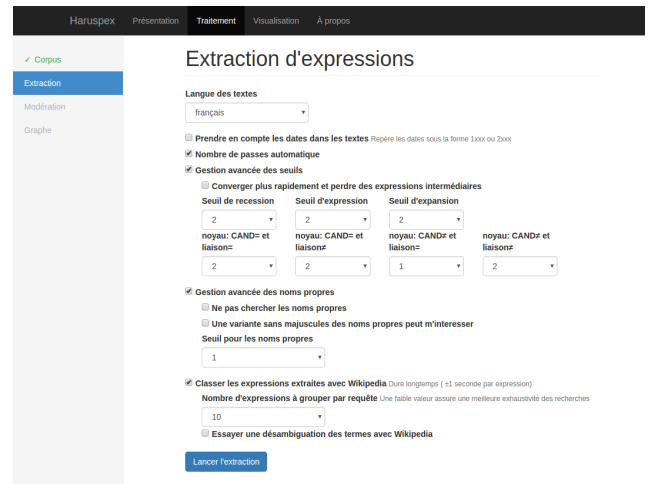 Haruspex Présentation Traitement Visualisation À propos
✓ Corpus
Extraction
Modération
Graphe
Extraction d'expressions
Langue des textes
français
Prendre en compte les dates dans les textes Repère les dates sous la forme 1xxx ou 2xxx
Nombre de passes automatique
Gestion avancée des seuils
Converger plus rapidement et perdre des expressions intermédiaires
Seuil de recession Seuil d'expression Seuil d'expansion
2 2 2
noyau: CAND= et noyau: CAND= et noyau: CAND≠ et noyau: CAND≠ et
liaison= liaison≠ liaison= liaison≠
2 2 1 2
Gestion avancée des noms propres
Ne pas chercher les noms propres
Une variante sans majuscules des noms propres peut m'interesser
Seuil pour les noms propres
1
Classer les expressions extraites avec Wikipedia Dure longtemps ( ±1 seconde par expression)
Nombre d'expressions à grouper par requête Une faible valeur assure une meilleure exhaustivité des recherches
10
Essayer une désambiguation des termes avec Wikipedia
Lancer l'extraction